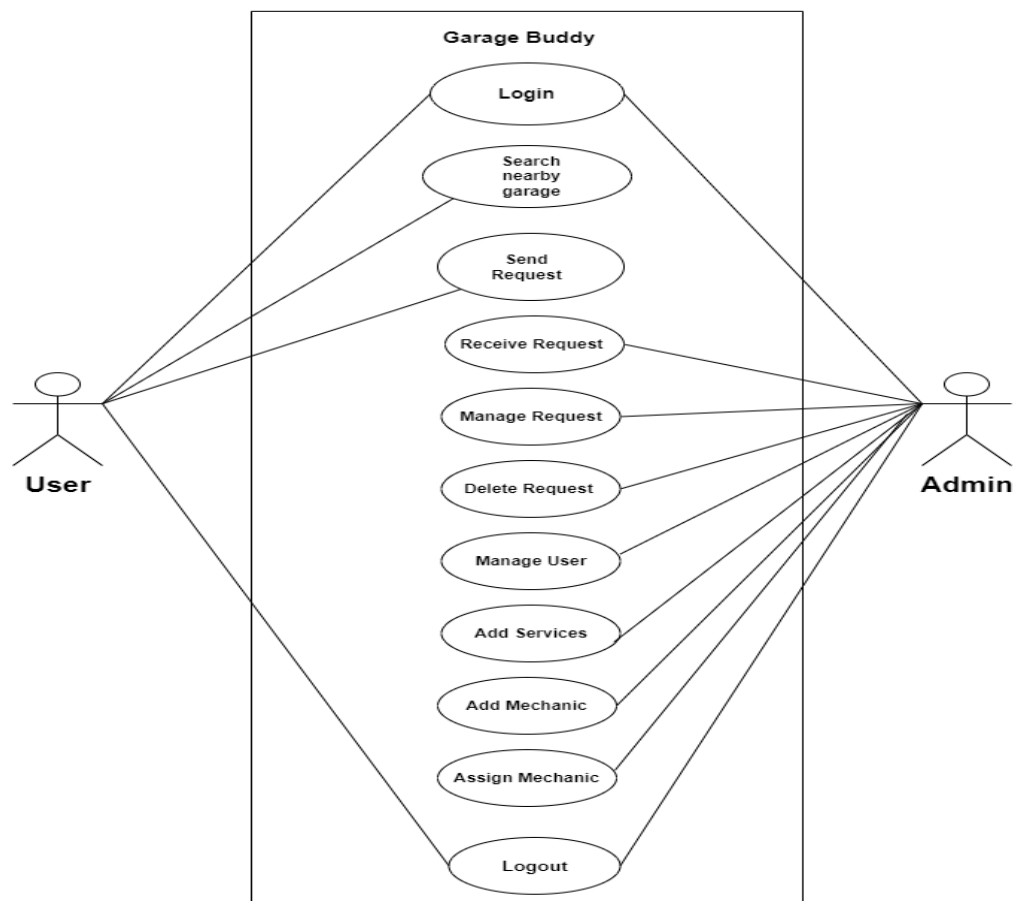 Garage Buddy
Login
Search
nearby
garage
Send
Request
Receive Request
Manage Request
Delete Request
User
Admin
Manage User
Add Services
Add Mechanic
Assign Mechanic
Logout